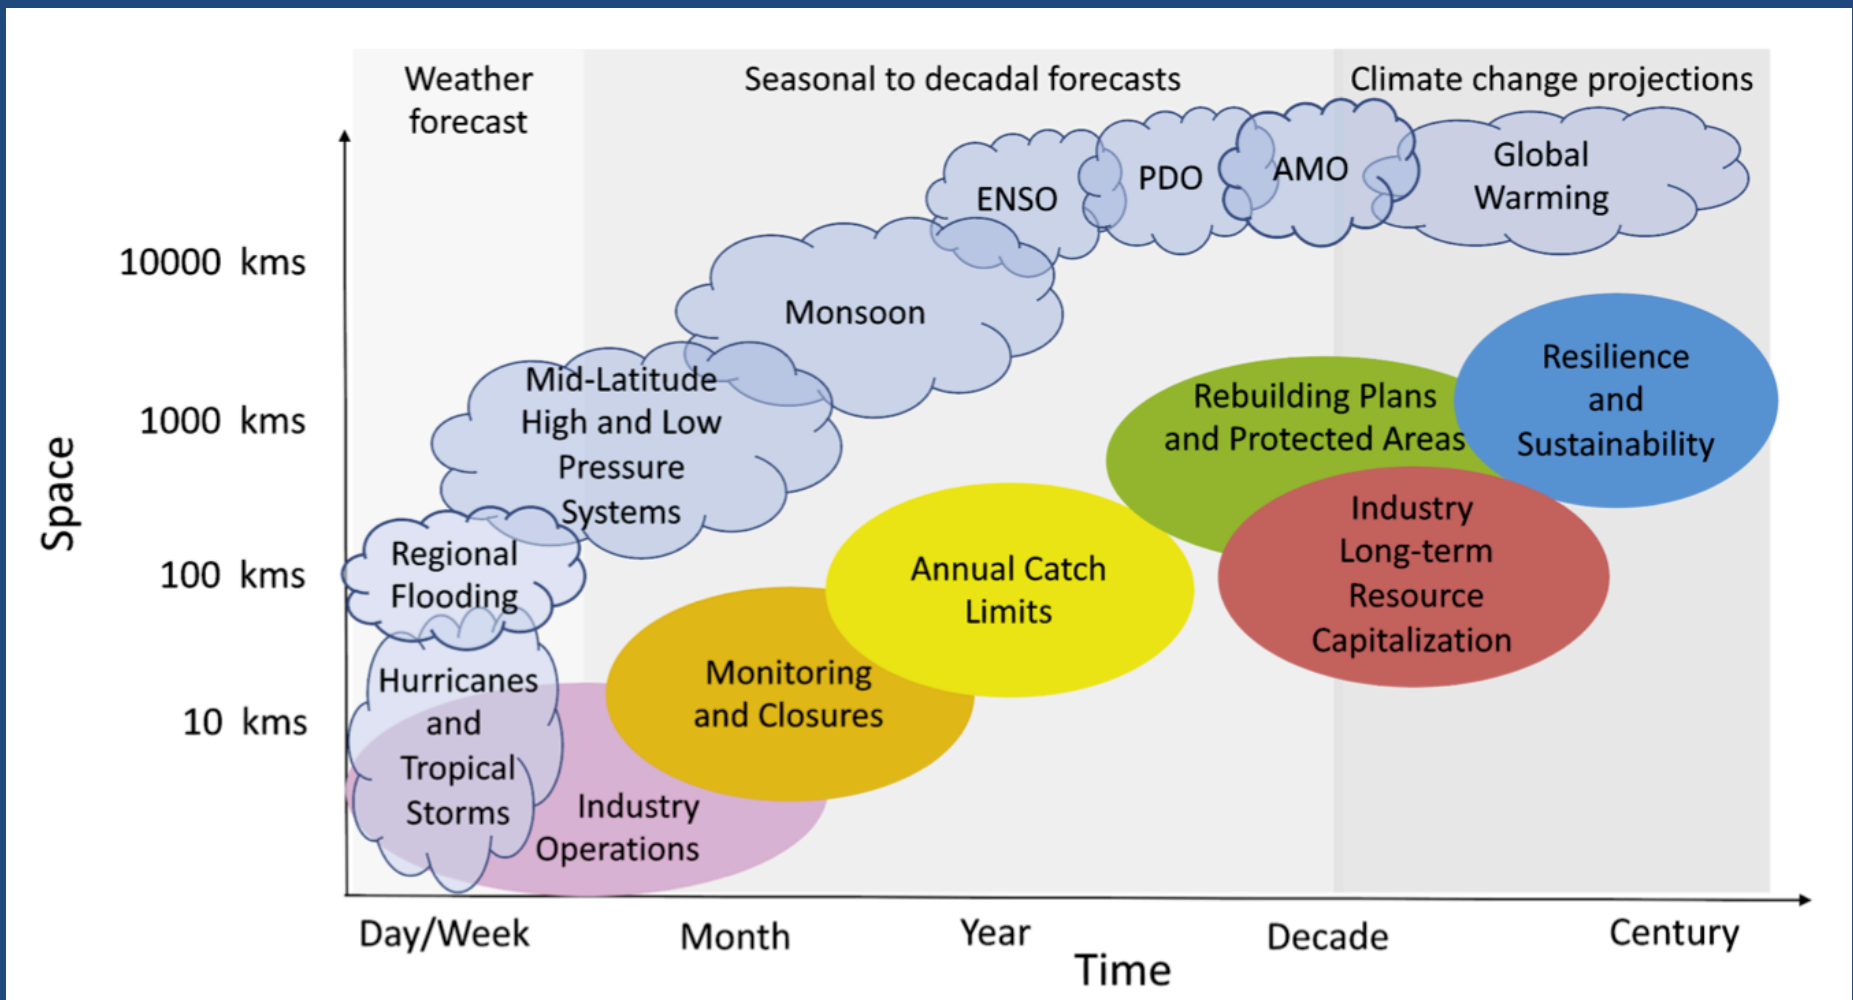 Weather
forecast
Seasonal to decadal forecasts
Climate change projections
ENSO
PDO
AMO
Global
Warming
10000 kms
Monsoon
Mid-Latitude
High and Low
Pressure
Systems
1000 kms
Rebuilding Plans
and Protected Areas
Resilience
and
Sustainability
Space
Regional
Flooding
100 kms
Annual Catch
Limits
Industry
Long-term
Resource
Capitalization
Hurricanes
and
Tropical
Storms
10 kms
Monitoring
and Closures
Industry
Operations
Day/Week
Month
Year
Decade
Century
Time